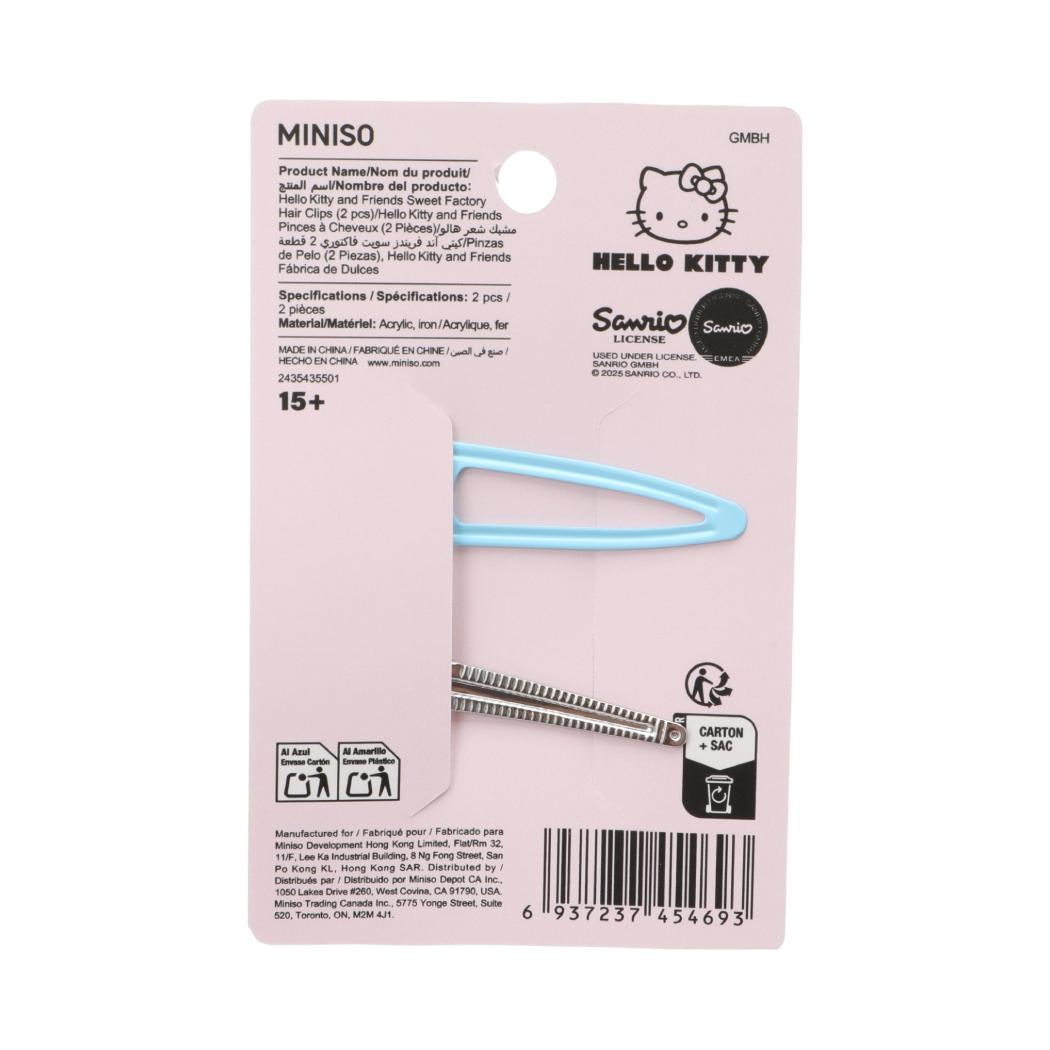 MINISO
GMBH
Product Name/Nom du produit/
اسم المنتج/Nombre del producto:
Hello Kitty and Friends Sweet Factory
Hair Clips (2 pcs)/Hello Kitty and Friends
Pinces à Cheveux (2 Pièces)/مشبك شعر هالو
كيتي أند فريندز سويت فاكتوري 2 قطعة/Pinzas
de Pelo (2 Piezas), Hello Kitty and Friends
Fábrica de Dulces
Specifications / Spécifications: 2 pcs /
2 pièces
Material/Matériel: Acrylic, iron/Acrylique, fer
MADE IN CHINA / FABRIQUÉ EN CHINE / صنع في الصين /
HECHO EN CHINA www.miniso.com
2435435501
15+
HELLO KITTY
Sanrio
LICENSE
Sanrio
EMEA
USED UNDER LICENSE.
SANRIO GMBH
© 2025 SANRIO CO., LTD.
FR
CARTON
+ SAC
Al Azul
Envase Cartón
Al Amarillo
Envase Plástico
Manufactured for / Fabriqué pour / Fabricado para
Miniso Development Hong Kong Limited, Flat/Rm 32,
11/F, Lee Ka Industrial Building, 8 Ng Fong Street, San
Po Kong KL, Hong Kong SAR. Distributed by /
Distribués par / Distribuido por Miniso Depot CA Inc.,
1050 Lakes Drive #260, West Covina, CA 91790, USA.
Miniso Trading Canada Inc., 5775 Yonge Street, Suite
520, Toronto, ON, M2M 4J1.
6 937237 454693